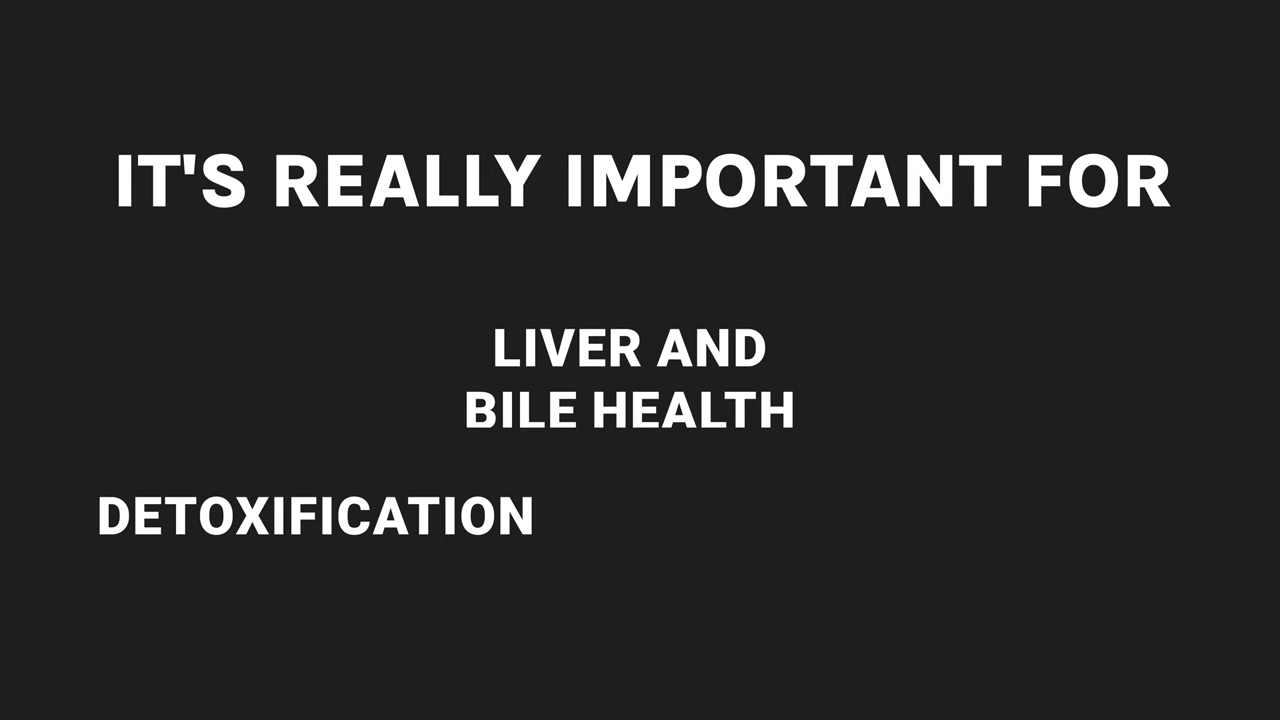 IT'S REALLY IMPORTANT FOR
LIVER AND
BILE HEALTH
DETOXIFICATION